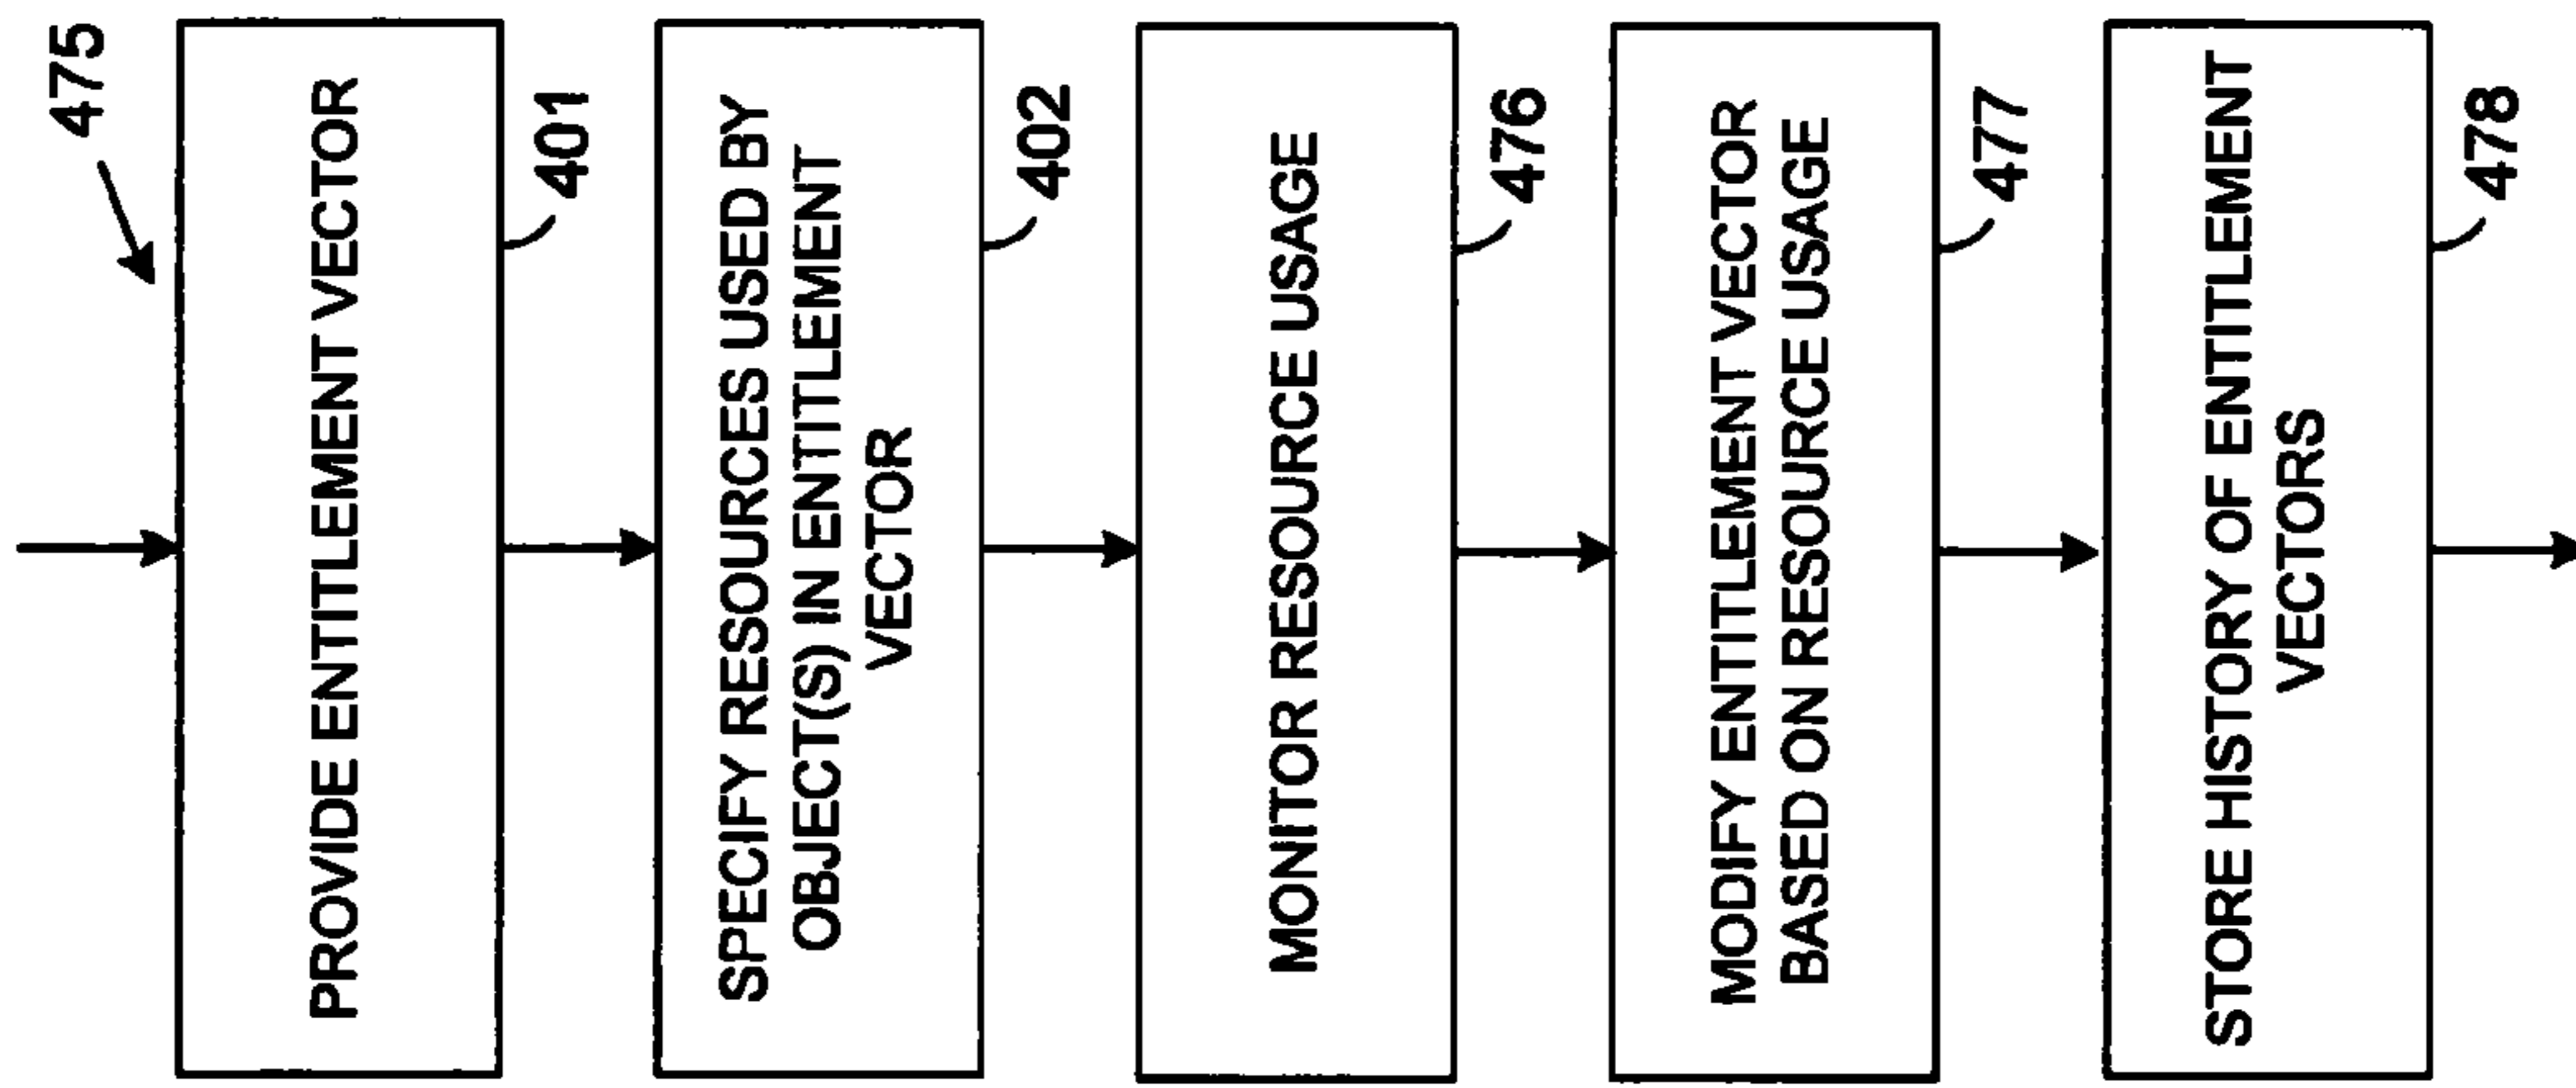 475
PROVIDE ENTITLEMENT VECTOR
401
SPECIFY RESOURCES USED BY
OBJECT(S) IN ENTITLEMENT
VECTOR
402
MONITOR RESOURCE USAGE
476
MODIFY ENTITLEMENT VECTOR
BASED ON RESOURCE USAGE
477
STORE HISTORY OF ENTITLEMENT
VECTORS
478